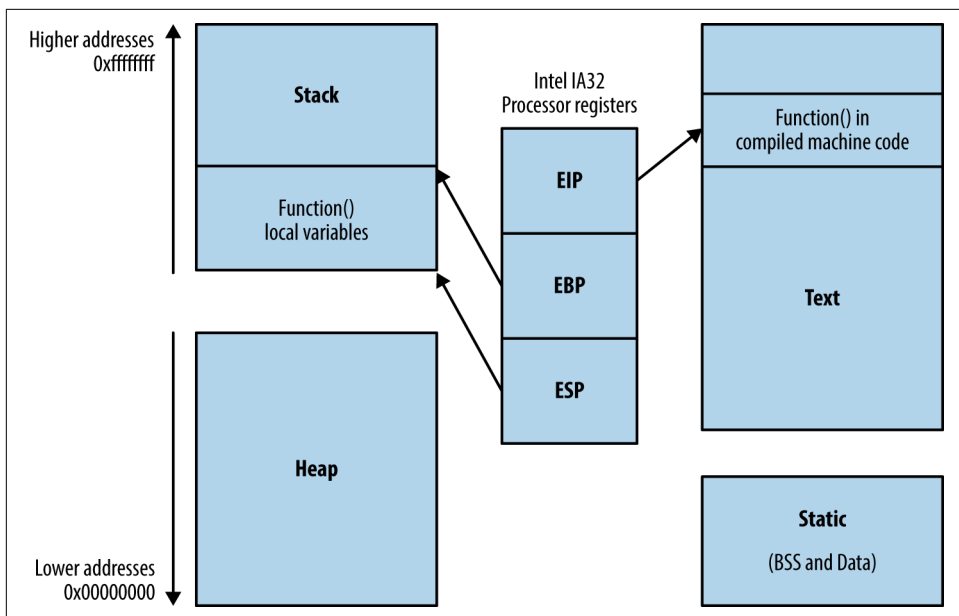 Higher addresses
0xffffffff
Stack
Function()
local variables
Heap
Lower addresses
0x00000000
Intel IA32
Processor registers
EIP
EBP
ESP
Function() in
compiled machine code
Text
Static
(BSS and Data)